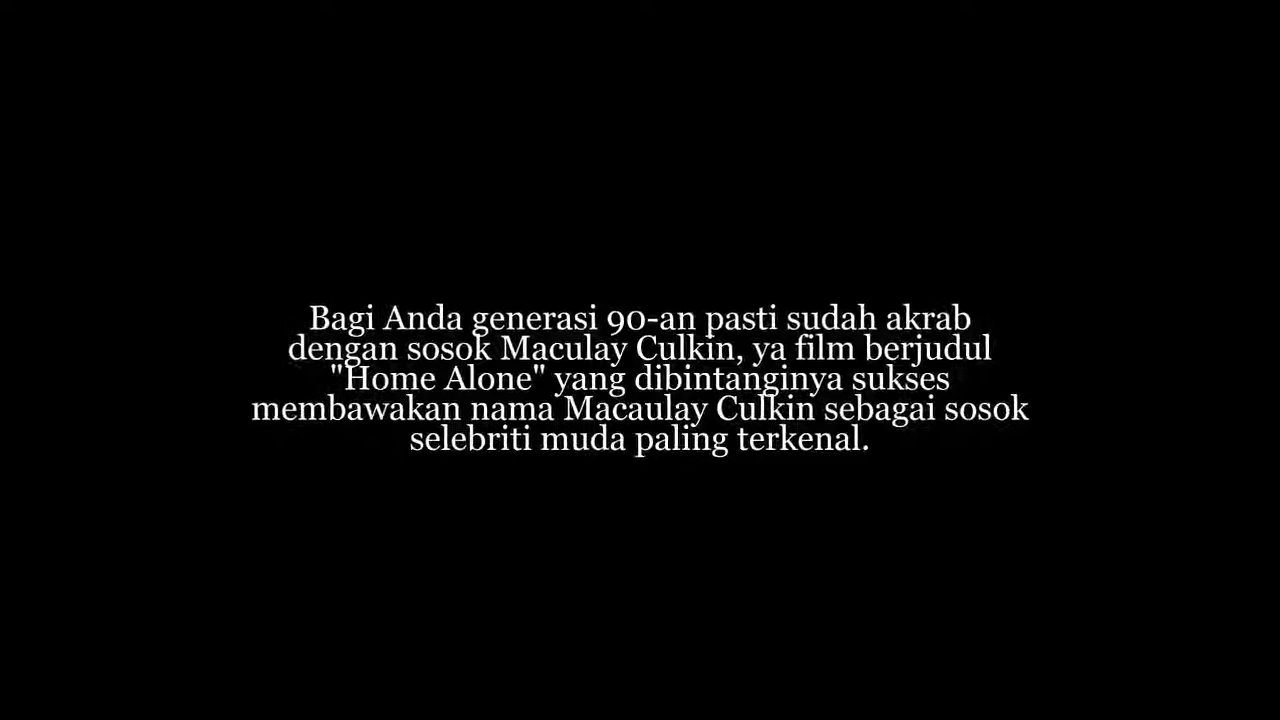 Bagi Anda generasi 90-an pasti sudah akrab
dengan sosok Maculay Culkin, ya film berjudul
"Home Alone" yang dibintanginya sukses
membawakan nama Macaulay Culkin sebagai sosok
selebriti muda paling terkenal.